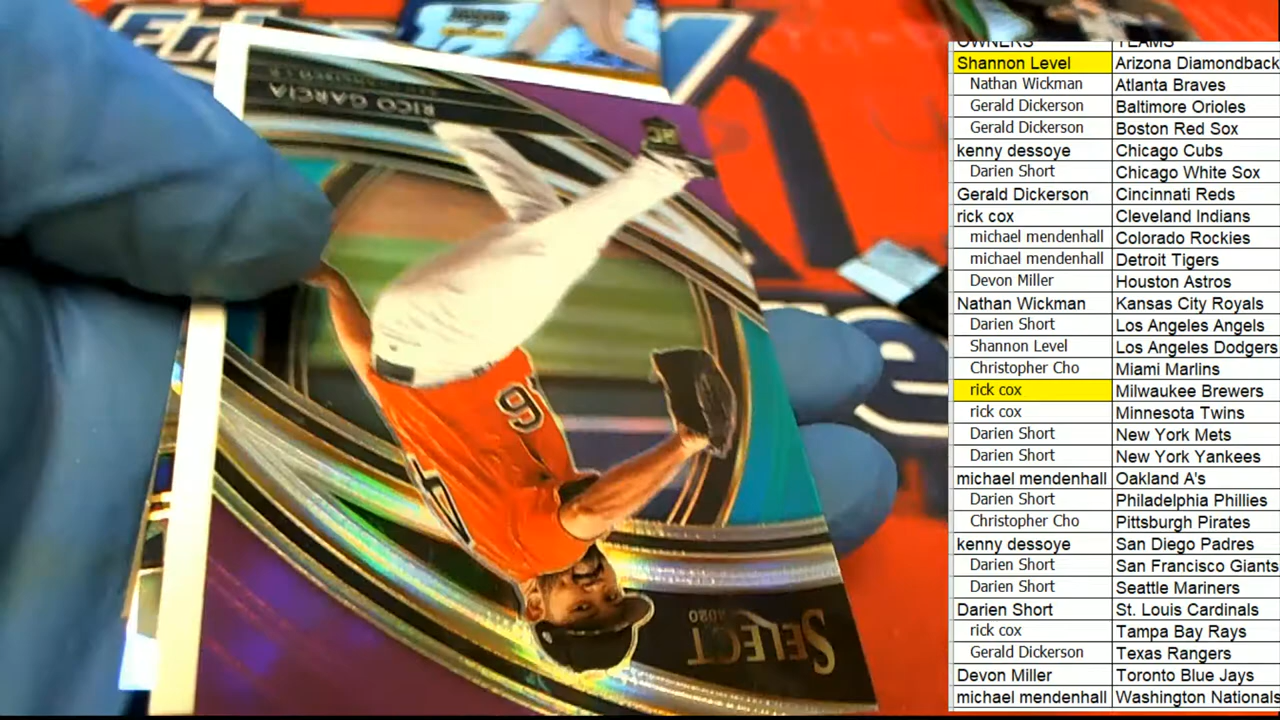 OWNERS TEAMS
Shannon Level Arizona Diamondback
Nathan Wickman Atlanta Braves
Gerald Dickerson Baltimore Orioles
Gerald Dickerson Boston Red Sox
kenny dessoye Chicago Cubs
Darien Short Chicago White Sox
Gerald Dickerson Cincinnati Reds
rick cox Cleveland Indians
michael mendenhall Colorado Rockies
michael mendenhall Detroit Tigers
Devon Miller Houston Astros
Nathan Wickman Kansas City Royals
Darien Short Los Angeles Angels
Shannon Level Los Angeles Dodgers
Christopher Cho Miami Marlins
rick cox Milwaukee Brewers
rick cox Minnesota Twins
Darien Short New York Mets
Darien Short New York Yankees
michael mendenhall Oakland A's
Darien Short Philadelphia Phillies
Christopher Cho Pittsburgh Pirates
kenny dessoye San Diego Padres
Darien Short San Francisco Giants
Darien Short Seattle Mariners
Darien Short St. Louis Cardinals
rick cox Tampa Bay Rays
Gerald Dickerson Texas Rangers
Devon Miller Toronto Blue Jays
michael mendenhall Washington Nationals
RICO GARCIA
RC
SELECT
2020